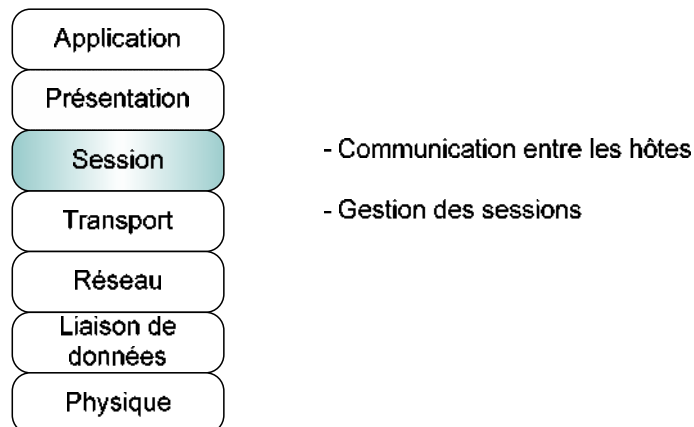 Application
Présentation
Session
- Communication entre les hôtes
Transport
- Gestion des sessions
Réseau
Liaison de
données
Physique